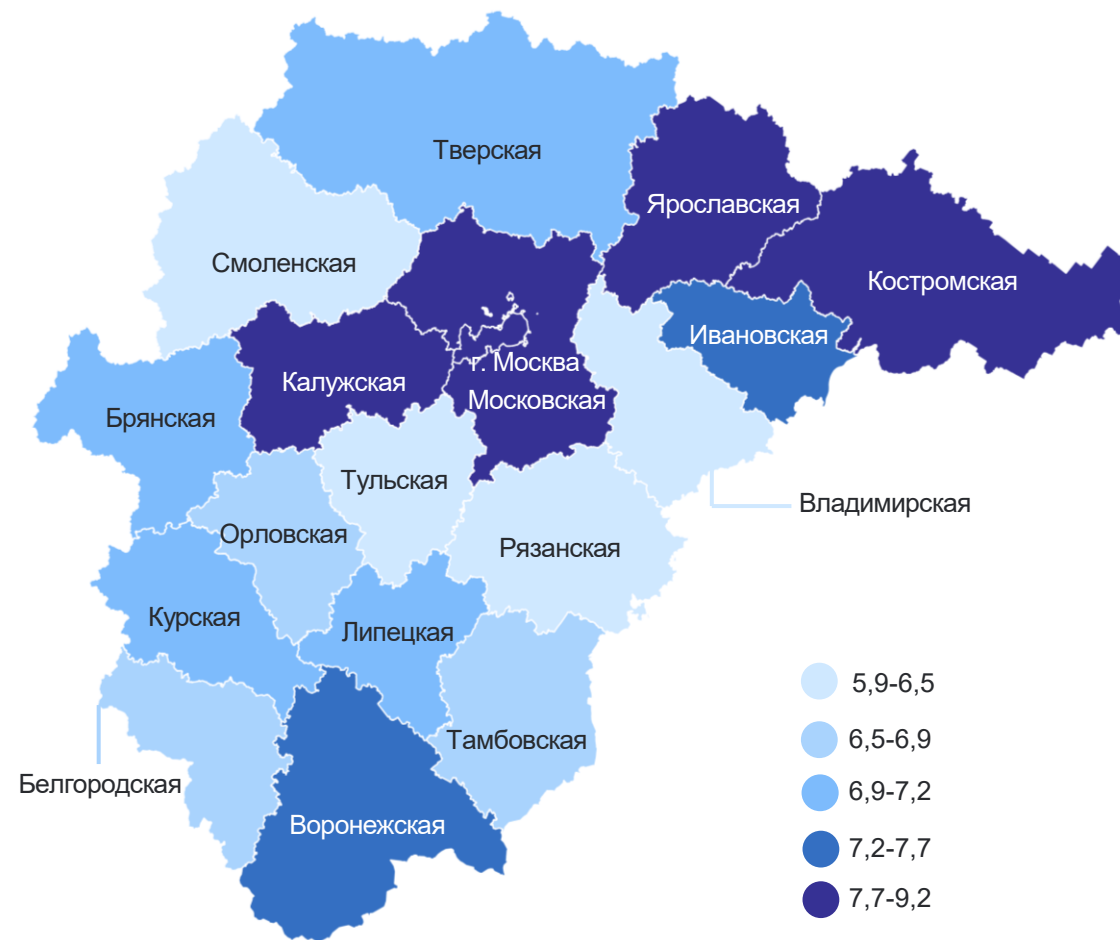 Тверская
Ярославская
Смоленская
Костромская
Ивановская
г. Москва
Калужская
Московская
Брянская
Тульская
Владимирская
Орловская
Рязанская
Курская
Липецкая
5,9-6,5
6,5-6,9
Тамбовская
Белгородская
6,9-7,2
Воронежская
7,2-7,7
7,7-9,2